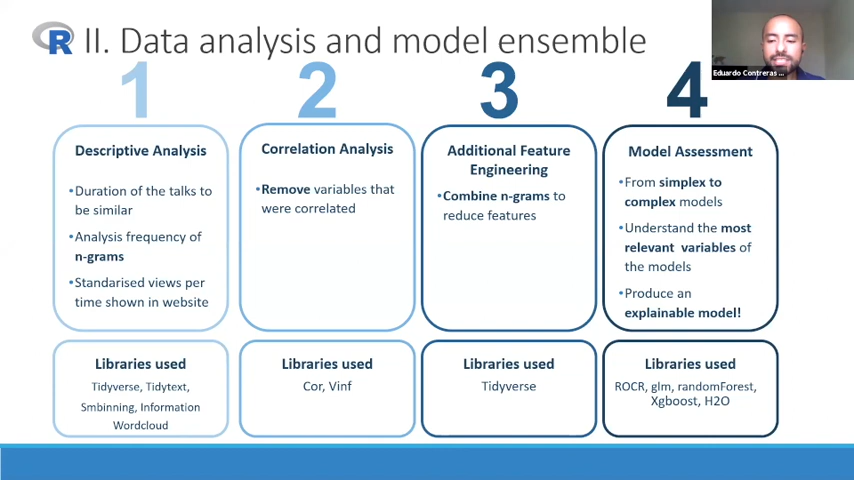 R II. Data analysis and model ensemble
Eduardo Contreras ...
1
Descriptive Analysis
•Duration of the talks to
be similar
•Analysis frequency of
n-grams
•Standarised views per
time shown in website
Libraries used
Tidyverse, Tidytext,
Smbinning, Information
Wordcloud
2
Correlation Analysis
•Remove variables that
were correlated
Libraries used
Cor, Vinf
3
Additional Feature
Engineering
•Combine n-grams to
reduce features
Libraries used
Tidyverse
4
Model Assessment
•From simplex to
complex models
•Understand the most
relevant variables of
the models
•Produce an
explainable model!
Libraries used
ROCR, glm, randomForest,
Xgboost, H2O